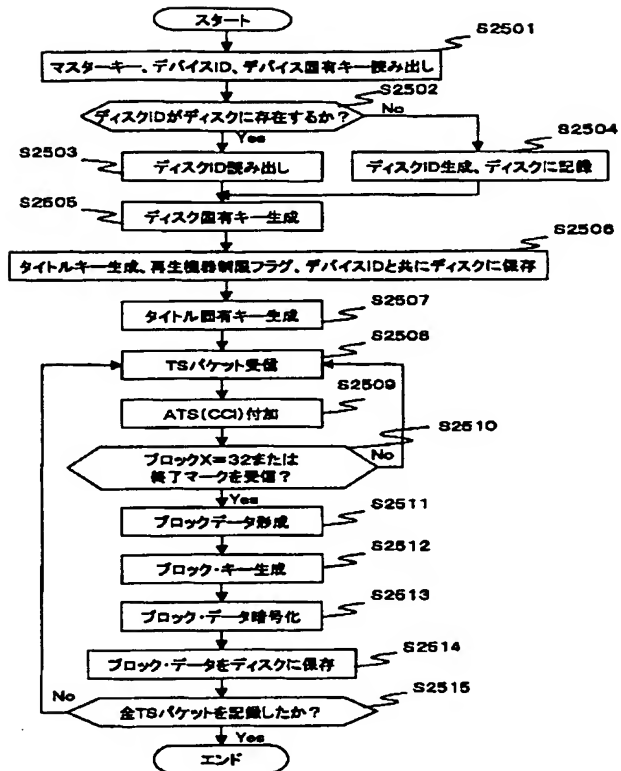 スタート
S2501
マスターキー、デバイスID、デバイス固有キー読み出し
S2502
ディスクIDがディスクに存在するか?
No
Yes
S2503
S2504
ディスクID読み出し
ディスクID生成、ディスクに記録
S2505
ディスク固有キー生成
S2506
タイトルキー生成、再生機器制限フラグ、デバイスIDと共にディスクに保存
S2507
タイトル固有キー生成
S2508
TSパケット受信
S2509
ATS(CCI)付加
S2510
ブロックX=32または
終了マークを受信?
No
Yes
S2511
ブロックデータ形成
S2512
ブロック・キー生成
S2513
ブロック・データ暗号化
S2514
ブロック・データをディスクに保存
No
S2515
全TSパケットを記録したか?
Yes
エンド